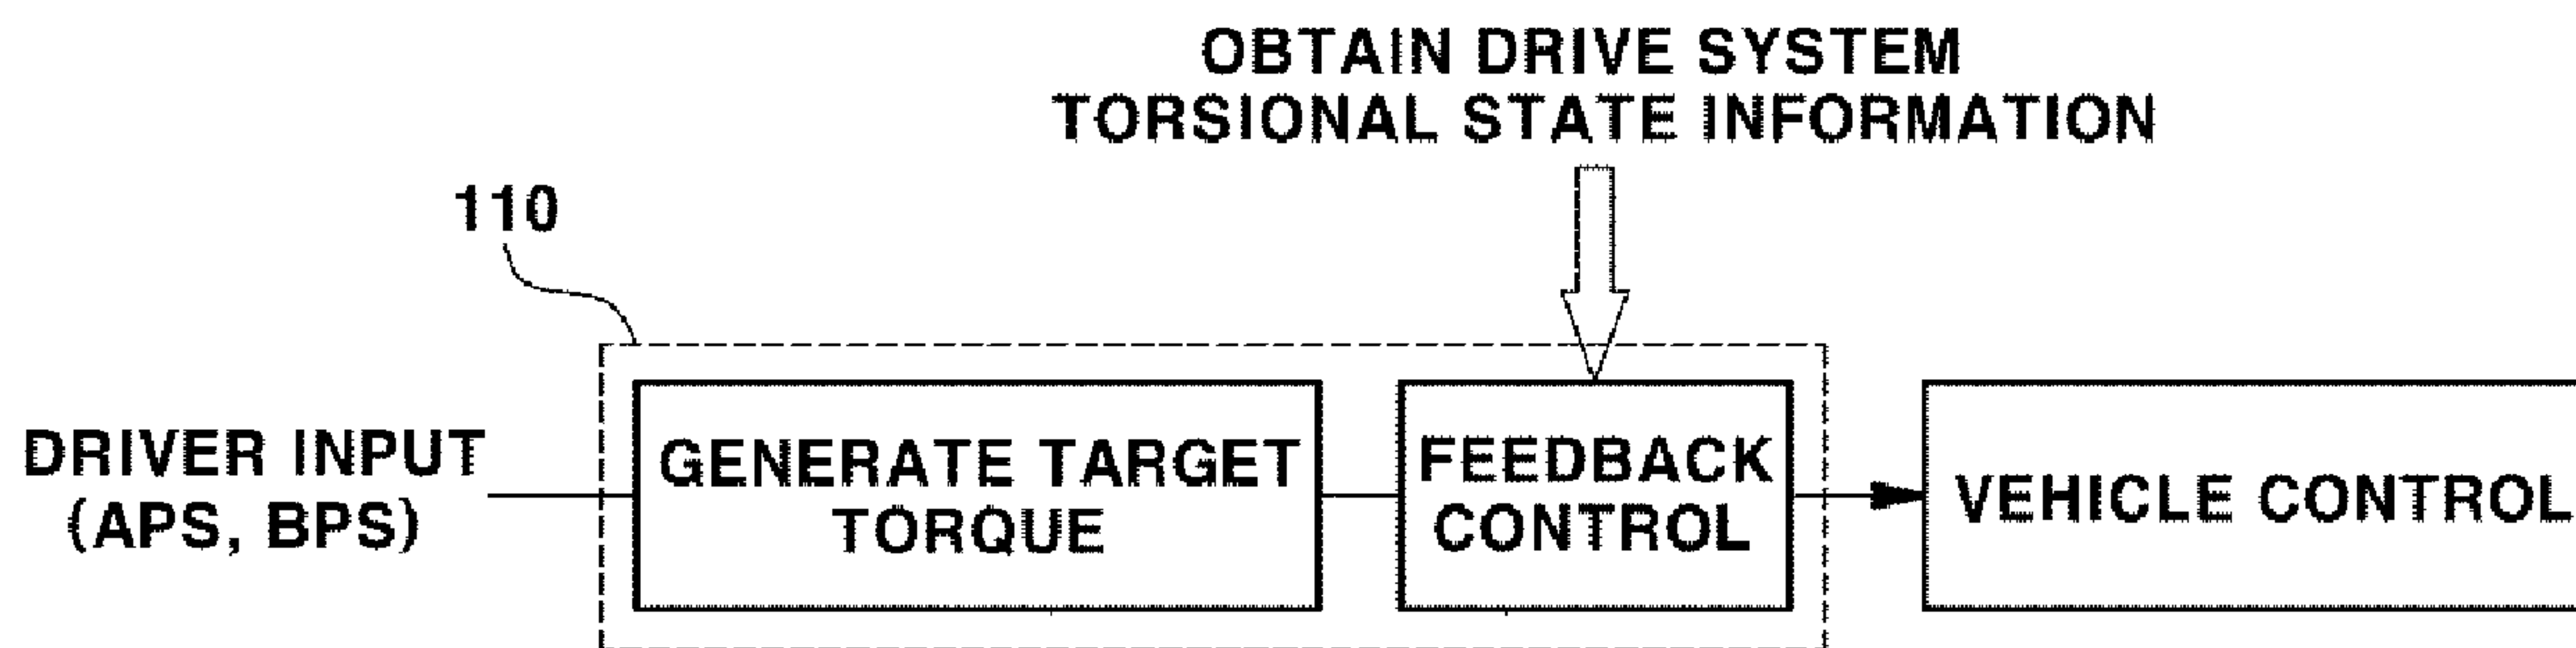 OBTAIN DRIVE SYSTEM
TORSIONAL STATE INFORMATION
110
DRIVER INPUT
(APS, BPS)
GENERATE TARGET
TORQUE
FEEDBACK
CONTROL
VEHICLE CONTROL